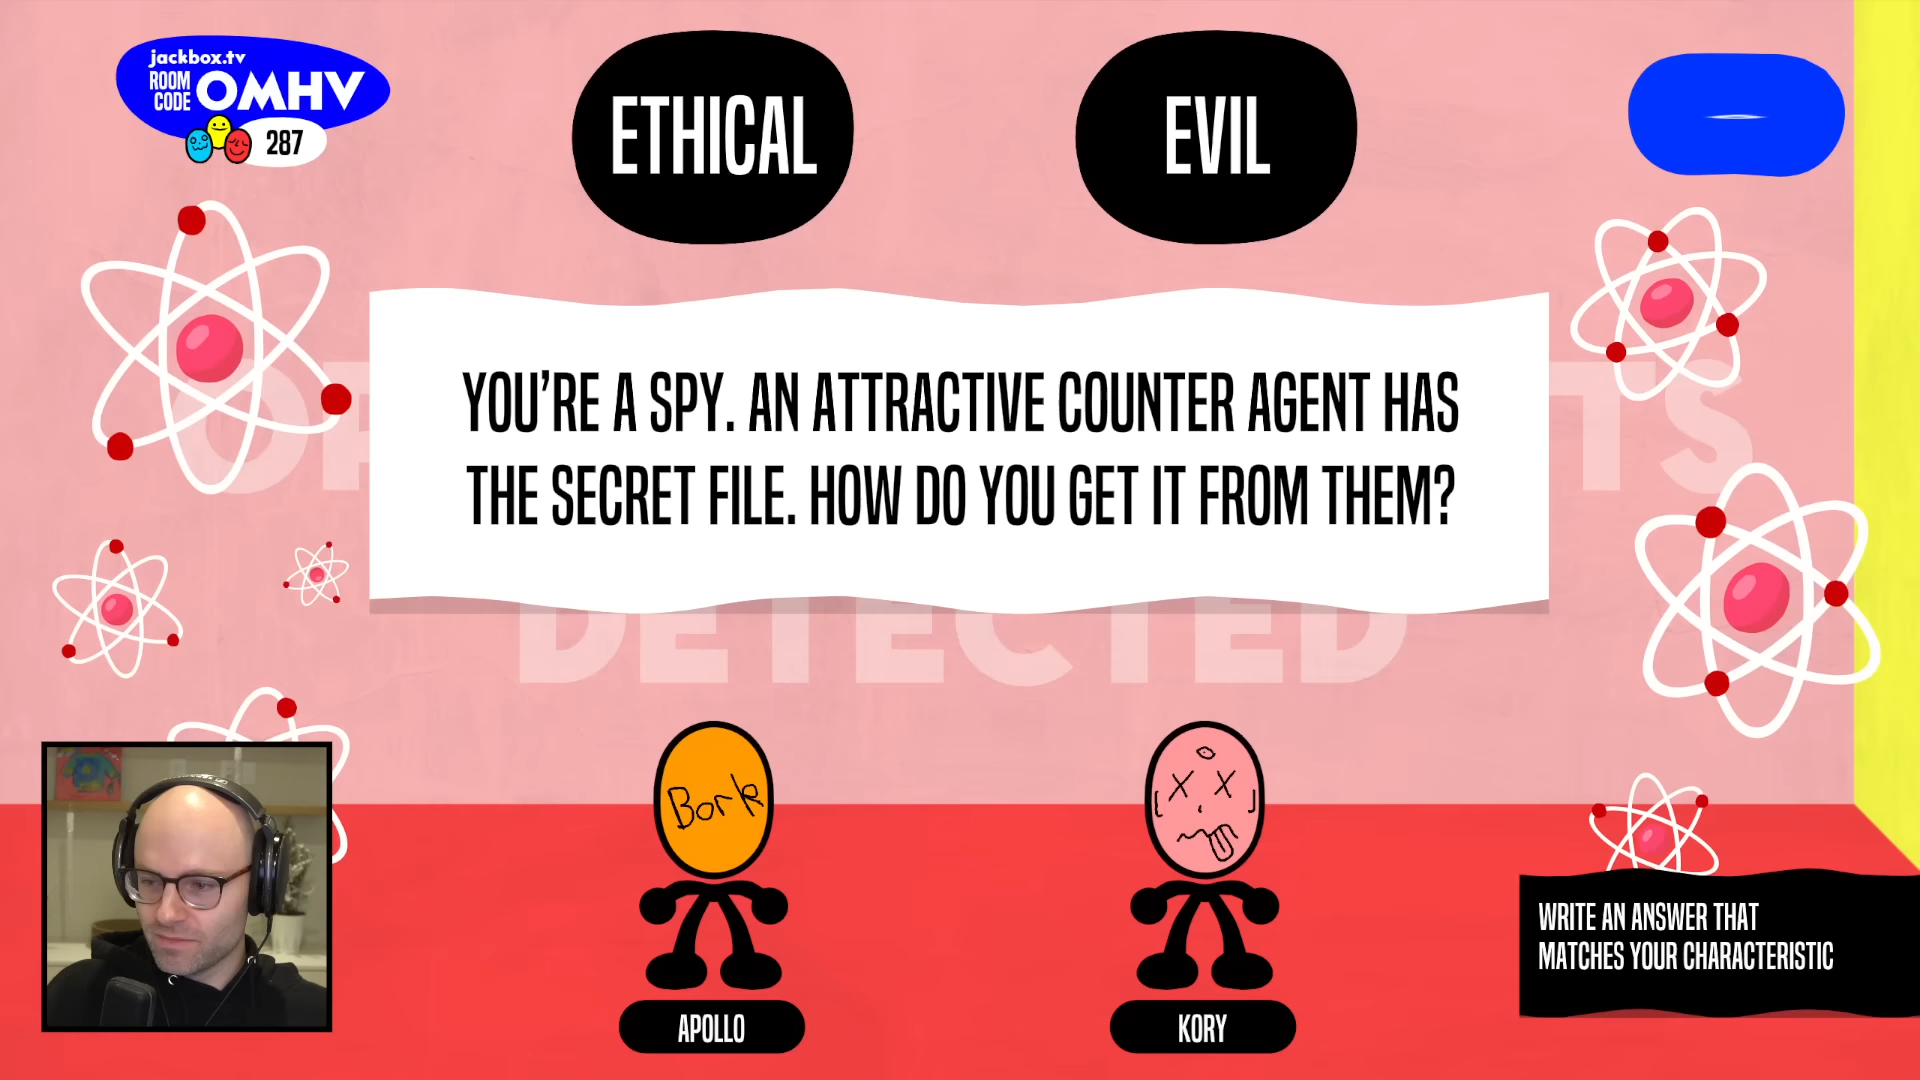 jackbox.tv
ROOM
CODE
OMHV
287
ETHICAL
EVIL
YOU'RE A SPY. AN ATTRACTIVE COUNTER AGENT HAS
THE SECRET FILE. HOW DO YOU GET IT FROM THEM?
DETECTED
Bork
APOLLO
KORY
WRITE AN ANSWER THAT
MATCHES YOUR CHARACTERISTIC